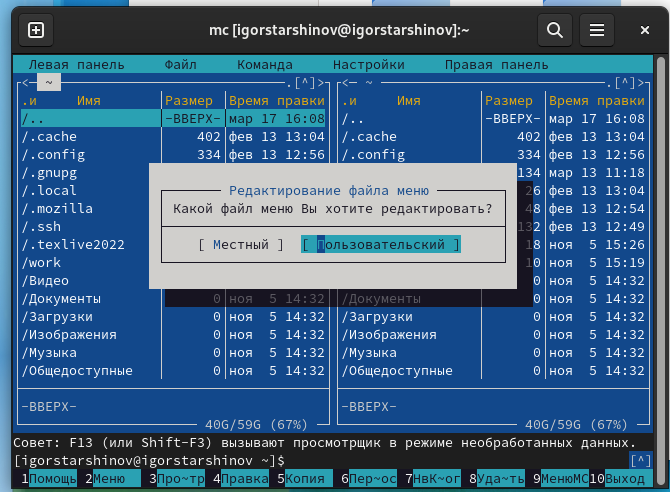 mc [igorstarshinov@igorstarshinov]:~
Левая панель Файл Команда Настройки Правая панель
<- ~ .[^]> <- ~ .[^]>
.и Имя Размер Время правки .и Имя Размер Время правки
/.. -ВВЕРХ- мар 17 16:08 /.. -ВВЕРХ- мар 17 16:08
/.cache 402 фев 13 13:04 /.cache 402 фев 13 13:04
/.config 334 фев 13 12:56 /.config 334 фев 13 12:56
/.gnupg 134 мар 13 11:18
/.local 26 фев 13 13:04
/.mozilla 48 фев 13 12:54
/.ssh 132 фев 13 12:49
/.texlive2022 18 ноя 5 15:26
/work 10 ноя 5 15:19
Редактирование файла меню
Какой файл меню Вы хотите редактировать?
[ Местный ] [ Пользовательский ]
/Видео ноя 5 14:32
/Документы 0 ноя 5 14:32 /Документы 0 ноя 5 14:32
/Загрузки 0 ноя 5 14:32 /Загрузки 0 ноя 5 14:32
/Изображения 0 ноя 5 14:32 /Изображения 0 ноя 5 14:32
/Музыка 0 ноя 5 14:32 /Музыка 0 ноя 5 14:32
/Общедоступные 0 ноя 5 14:32 /Общедоступные 0 ноя 5 14:32
-ВВЕРХ- -ВВЕРХ-
40G/59G (67%) 40G/59G (67%)
Совет: F13 (или Shift-F3) вызывают просмотрщик в режиме необработанных данных.
[igorstarshinov@igorstarshinov ~]$ [^]
1Помощь 2Меню 3Про~тр 4Правка 5Копия 6Пер~ос 7НвК~ог 8Уда~ть 9МенюMC 10Выход